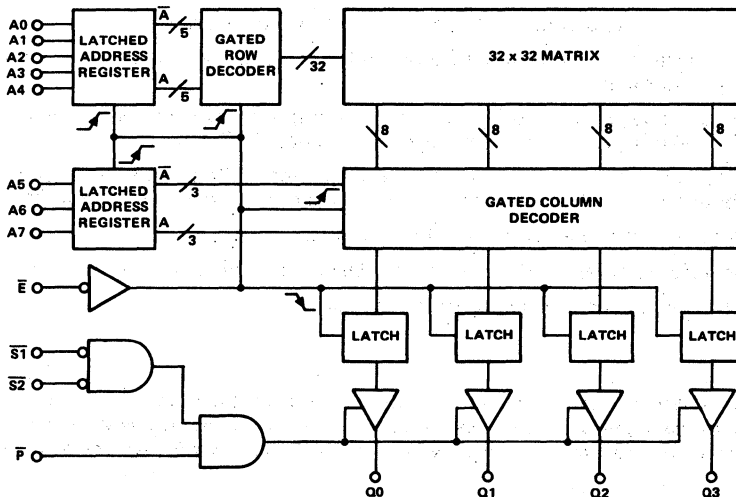 A0
A1
A2
A3
A4
LATCHED
ADDRESS
REGISTER
A̅
5
A
5
GATED
ROW
DECODER
32
32 x 32 MATRIX
8
8
8
8
A5
A6
A7
LATCHED
ADDRESS
REGISTER
A̅
3
A
3
GATED COLUMN
DECODER
E̅
LATCH
LATCH
LATCH
LATCH
S̅1̅
S̅2̅
P̅
Q0
Q1
Q2
Q3